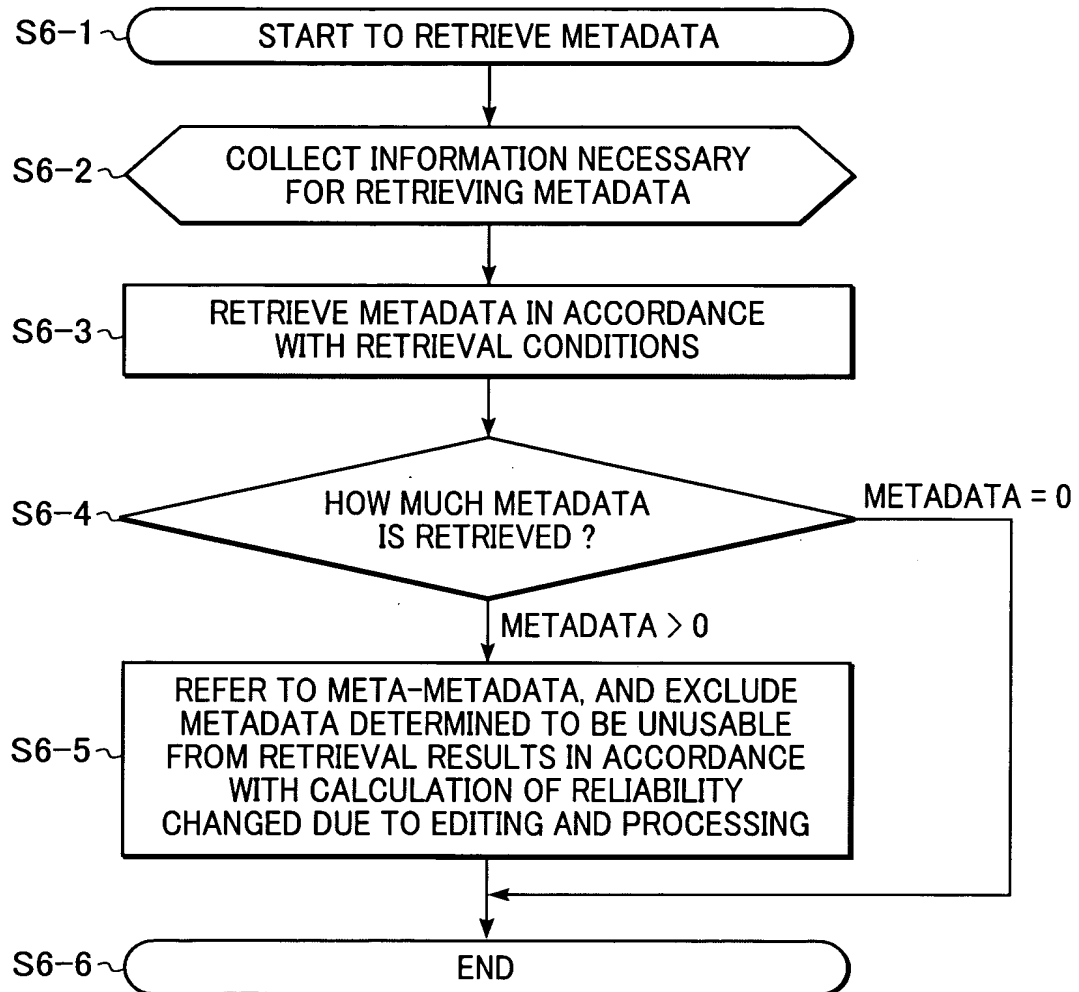 S6-1
START TO RETRIEVE METADATA
S6-2
COLLECT INFORMATION NECESSARY
FOR RETRIEVING METADATA
S6-3
RETRIEVE METADATA IN ACCORDANCE
WITH RETRIEVAL CONDITIONS
S6-4
HOW MUCH METADATA
IS RETRIEVED ?
METADATA = 0
METADATA > 0
S6-5
REFER TO META-METADATA, AND EXCLUDE
METADATA DETERMINED TO BE UNUSABLE
FROM RETRIEVAL RESULTS IN ACCORDANCE
WITH CALCULATION OF RELIABILITY
CHANGED DUE TO EDITING AND PROCESSING
S6-6
END